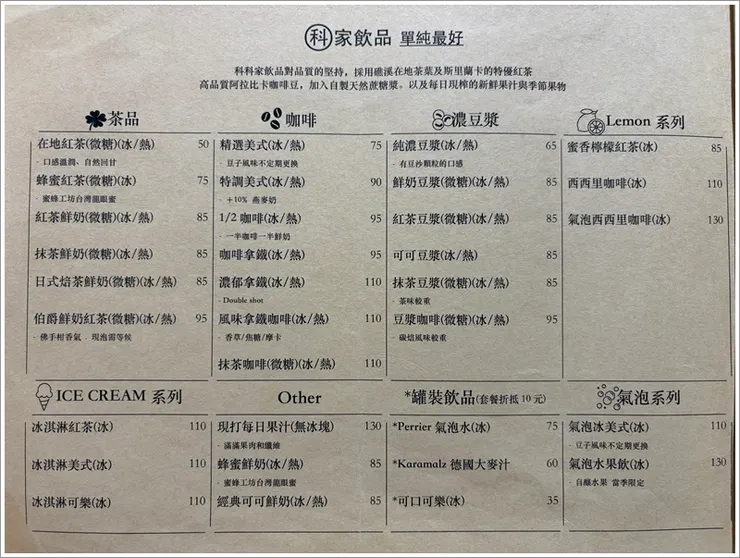 科家飲品 單純最好
科科家飲品對品質的堅持，採用礁溪在地茶葉及斯里蘭卡的特優紅茶
高品質阿拉比卡咖啡豆，加入自製天然蔗糖漿。以及每日現榨的新鮮果汁與季節果物
茶品
在地紅茶(微糖)(冰/熱) 50
· 口感溫潤、自然回甘
蜂蜜紅茶(微糖)(冰) 75
· 蜜蜂工坊台灣龍眼蜜
紅茶鮮奶(微糖)(冰/熱) 85
抹茶鮮奶(微糖)(冰/熱) 85
日式焙茶鮮奶(微糖)(冰/熱) 85
伯爵鮮奶紅茶(微糖)(冰/熱) 95
· 佛手柑香氣，現泡需等候
咖啡
精選美式(冰/熱) 75
· 豆子風味不定期更換
特調美式(冰/熱) 90
· +10% 燕麥奶
1/2 咖啡(冰/熱) 95
· 一半咖啡一半鮮奶
咖啡拿鐵(冰/熱) 95
濃郁拿鐵(冰/熱) 110
· Double shot
風味拿鐵咖啡(冰/熱) 110
· 香草/焦糖/摩卡
抹茶咖啡(微糖)(冰/熱) 110
濃豆漿
純濃豆漿(冰/熱) 65
· 有豆沙顆粒的口感
鮮奶豆漿(微糖)(冰/熱) 85
紅茶豆漿(微糖)(冰/熱) 85
可可豆漿(冰/熱) 85
抹茶豆漿(微糖)(冰/熱) 85
· 茶味較重
豆漿咖啡(微糖)(冰/熱) 95
· 碳焙風味較重
Lemon 系列
蜜香檸檬紅茶(冰) 85
西西里咖啡(冰) 110
氣泡西西里咖啡(冰) 130
ICE CREAM 系列
冰淇淋紅茶(冰) 110
冰淇淋美式(冰) 110
冰淇淋可樂(冰) 110
Other
現打每日果汁(無冰塊) 130
· 滿滿果肉和纖維
蜂蜜鮮奶(冰/熱) 85
· 蜜蜂工坊台灣龍眼蜜
經典可可鮮奶(冰/熱) 85
*罐裝飲品(套餐折抵 10 元)
*Perrier 氣泡水(冰) 75
*Karamalz 德國大麥汁 60
*可口可樂(冰) 35
氣泡系列
氣泡冰美式(冰) 110
· 豆子風味不定期更換
氣泡水果飲(冰) 130
· 自釀水果 當季限定